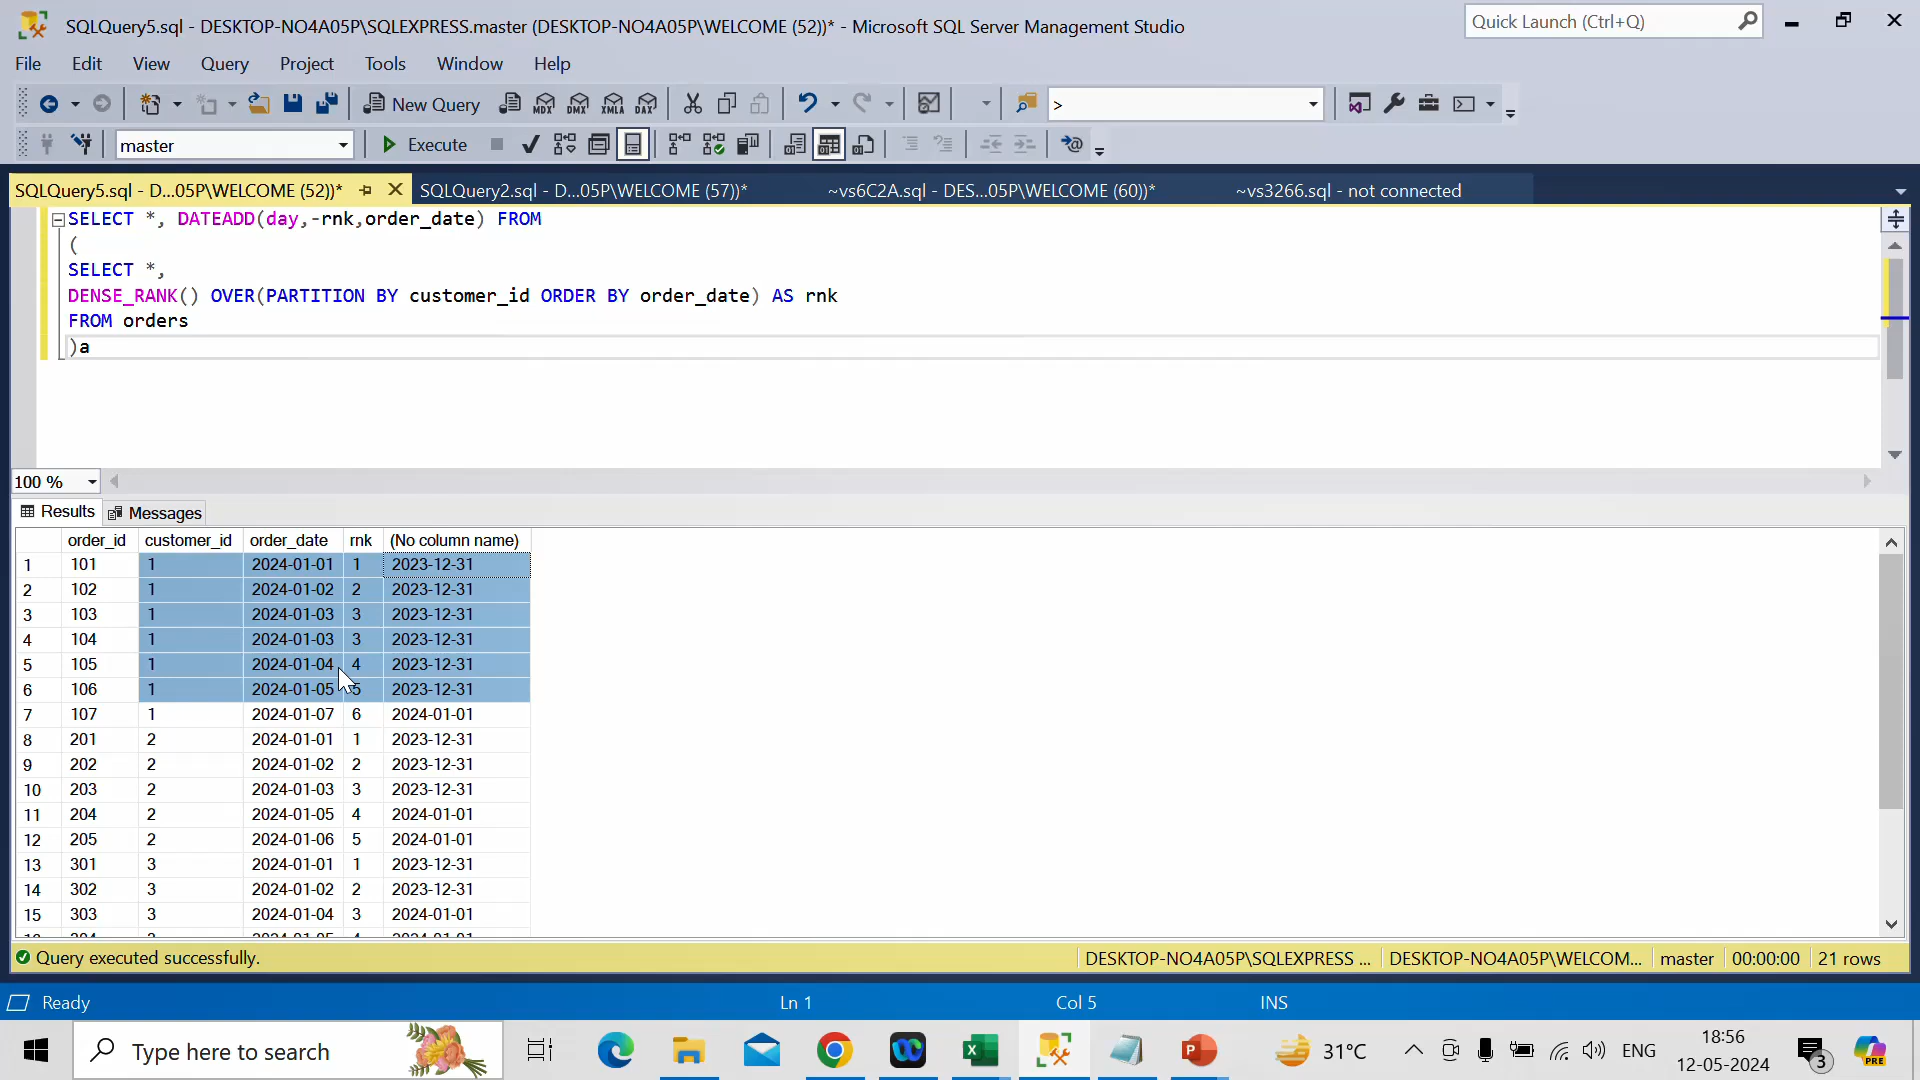 SQLQuery5.sql - DESKTOP-NO4A05P\SQLEXPRESS.master (DESKTOP-NO4A05P\WELCOME (52))* - Microsoft SQL Server Management Studio
Quick Launch (Ctrl+Q)
File Edit View Query Project Tools Window Help
New Query MDX DMX XMLA DAX >
master Execute
SQLQuery5.sql - D...05P\WELCOME (52))* SQLQuery2.sql - D...05P\WELCOME (57))* ~vs6C2A.sql - DES...05P\WELCOME (60))* ~vs3266.sql - not connected
SELECT *, DATEADD(day,-rnk,order_date) FROM
(
SELECT *,
DENSE_RANK() OVER(PARTITION BY customer_id ORDER BY order_date) AS rnk
FROM orders
)a
100 %
Results Messages
order_id customer_id order_date rnk (No column name)
1 101 1 2024-01-01 1 2023-12-31
2 102 1 2024-01-02 2 2023-12-31
3 103 1 2024-01-03 3 2023-12-31
4 104 1 2024-01-03 3 2023-12-31
5 105 1 2024-01-04 4 2023-12-31
6 106 1 2024-01-05 5 2023-12-31
7 107 1 2024-01-07 6 2024-01-01
8 201 2 2024-01-01 1 2023-12-31
9 202 2 2024-01-02 2 2023-12-31
10 203 2 2024-01-03 3 2023-12-31
11 204 2 2024-01-05 4 2024-01-01
12 205 2 2024-01-06 5 2024-01-01
13 301 3 2024-01-01 1 2023-12-31
14 302 3 2024-01-02 2 2023-12-31
15 303 3 2024-01-04 3 2024-01-01
Query executed successfully. DESKTOP-NO4A05P\SQLEXPRESS ... DESKTOP-NO4A05P\WELCOM... master 00:00:00 21 rows
Ready Ln 1 Col 5 INS
Type here to search
31°C ENG
18:56
12-05-2024
3
PRE